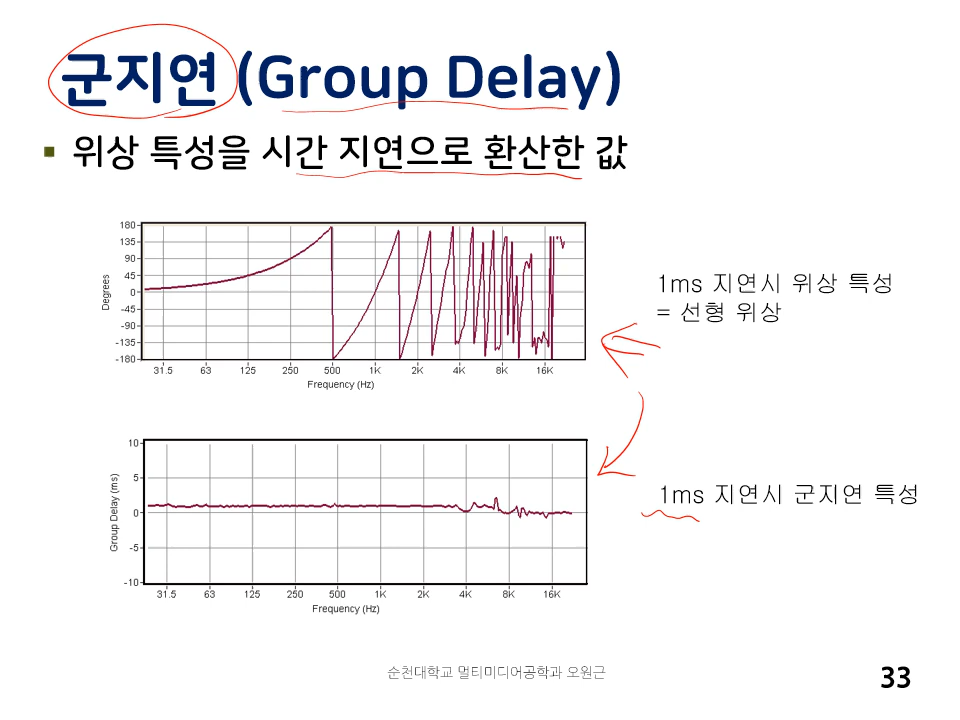 군지연 (Group Delay)
▪ 위상 특성을 시간 지연으로 환산한 값
180
135
90
45
0
-45
-90
-135
-180
Degrees
31.5 63 125 250 500 1K 2K 4K 8K 16K
Frequency (Hz)
1ms 지연시 위상 특성
= 선형 위상
10
5
0
-5
-10
Group Delay (ms)
31.5 63 125 250 500 1K 2K 4K 8K 16K
Frequency (Hz)
1ms 지연시 군지연 특성
순천대학교 멀티미디어공학과 오원근
33